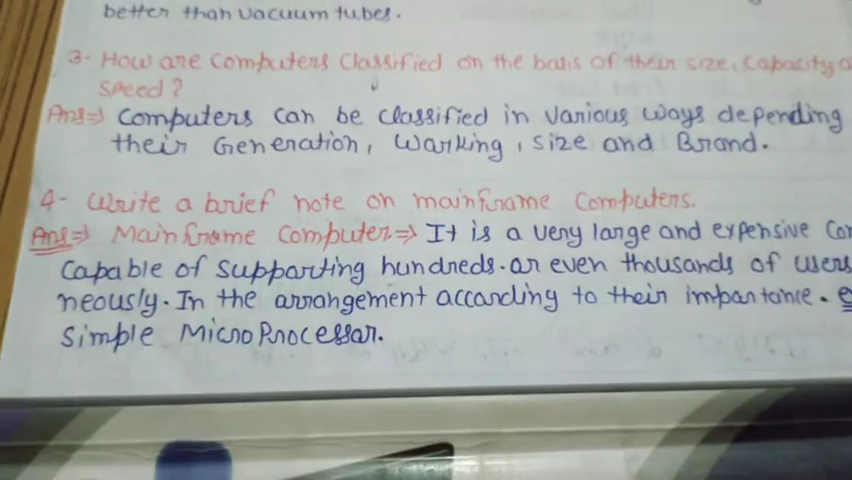 better than vacuum tubes.
3- How are computers classified on the basis of their size, capacity
speed?
Ans⇒ Computers can be classified in various ways depending
their Generation, Warking, size and Brand.
4- Write a brief note on mainframe computers.
Ans⇒ Mainframe Computer⇒ It is a very large and expensive Com
capable of supporting hundreds.or even thousands of users
neously. In the arrangement according to their importance.
simple MicroProcessor.